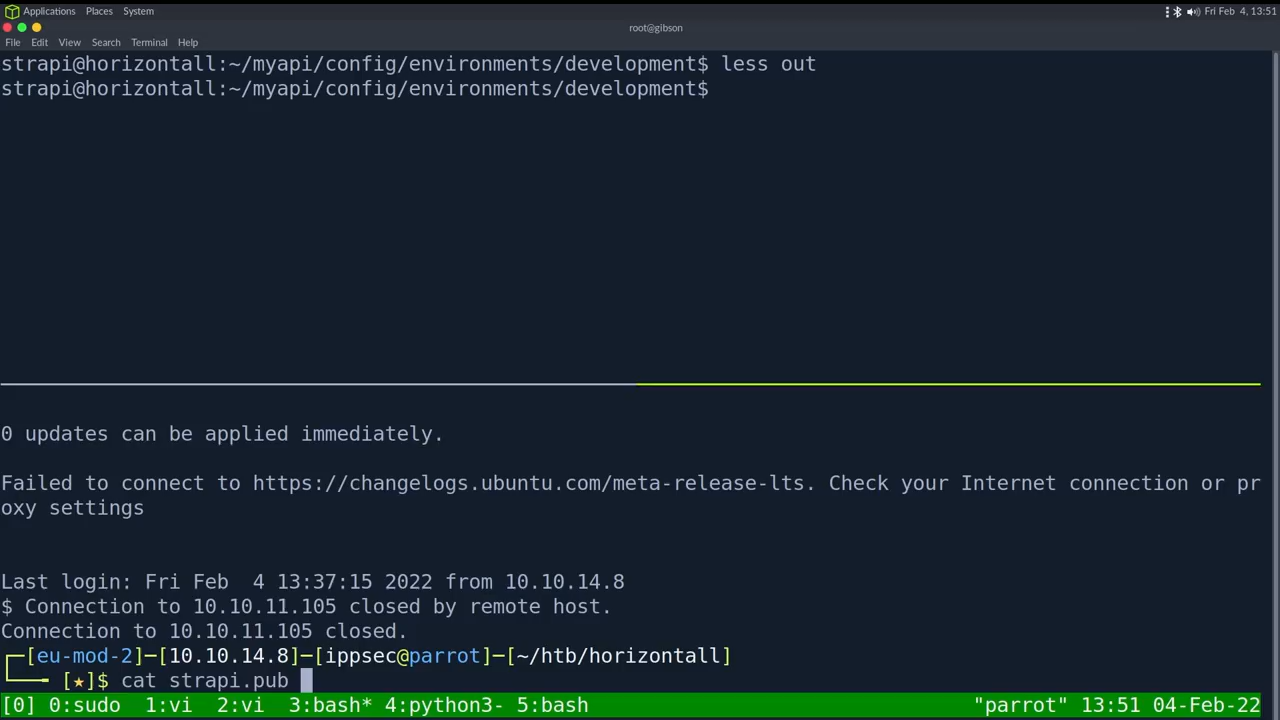 Applications Places System
Fri Feb 4, 13:51
root@gibson
File Edit View Search Terminal Help
strapi@horizontall:~/myapi/config/environments/development$ less out
strapi@horizontall:~/myapi/config/environments/development$
0 updates can be applied immediately.
Failed to connect to https://changelogs.ubuntu.com/meta-release-lts. Check your Internet connection or pr
oxy settings
Last login: Fri Feb  4 13:37:15 2022 from 10.10.14.8
$ Connection to 10.10.11.105 closed by remote host.
Connection to 10.10.11.105 closed.
┌─[eu-mod-2]─[10.10.14.8]─[ippsec@parrot]─[~/htb/horizontall]
└──╼ [★]$ cat strapi.pub
[0] 0:sudo  1:vi  2:vi  3:bash* 4:python3- 5:bash "parrot" 13:51 04-Feb-22